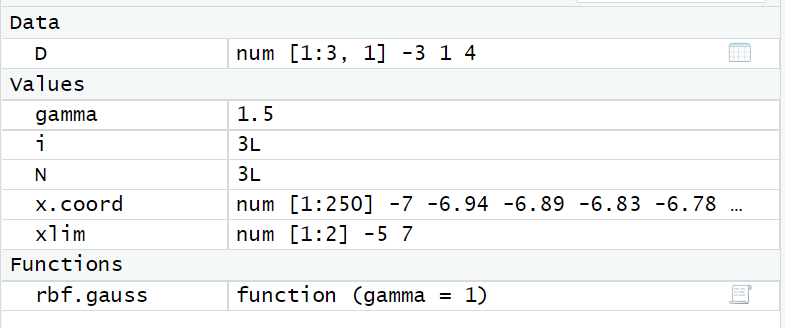 Data
D num [1:3, 1] -3 1 4
Values
gamma 1.5
i 3L
N 3L
x.coord num [1:250] -7 -6.94 -6.89 -6.83 -6.78 …
xlim num [1:2] -5 7
Functions
rbf.gauss function (gamma = 1)